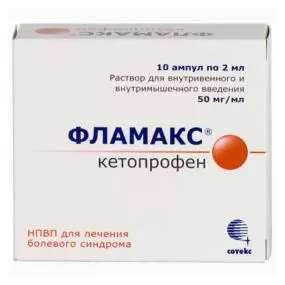 ФЛАМАКС®
10 ампул по 2 мл
Раствор для внутривенного и
внутримышечного введения
50 мг/мл
ФЛАМАКС®
кетопрофен
НПВП для лечения
болевого синдрома
СОТЕКС